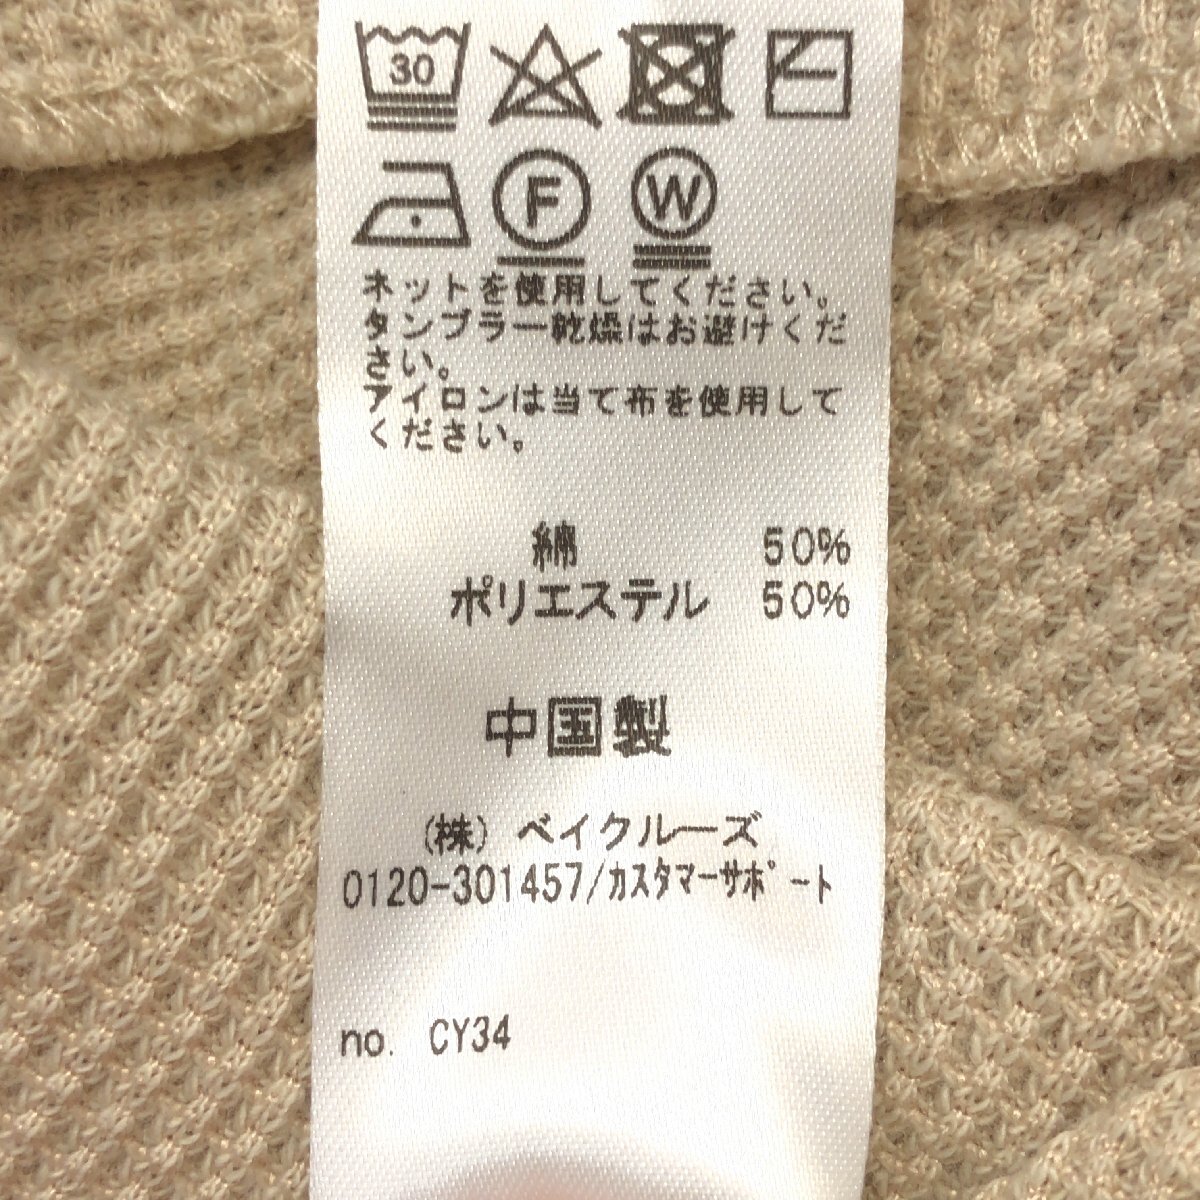 30
F W
ネットを使用してください。
タンブラー乾燥はお避けくだ
さい。
アイロンは当て布を使用して
ください。
綿 50%
ポリエステル 50%
中国製
(株) ベイクルーズ
0120-301457/ｶｽﾀﾏｰｻﾎﾟｰﾄ
no. CY34